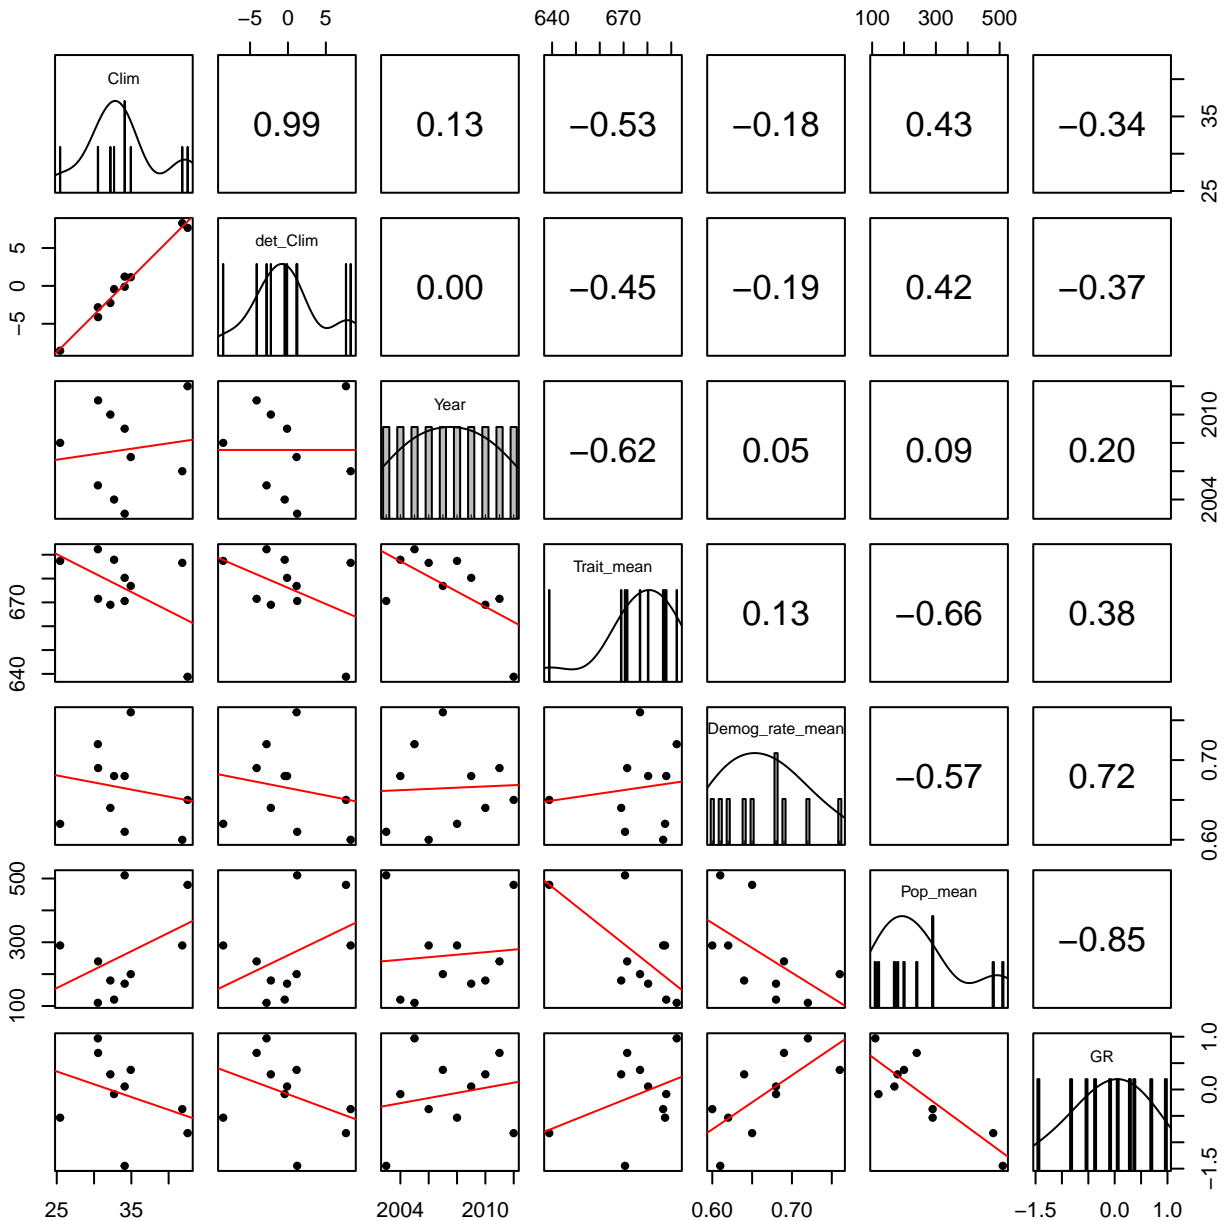 −5 0 5 640 670 100 300 500
Clim 0.99 0.13 −0.53 −0.18 0.43 −0.34 25 35
−5 0 5 det_Clim 0.00 −0.45 −0.19 0.42 −0.37
Year −0.62 0.05 0.09 0.20 2004 2010
640 670 Trait_mean 0.13 −0.66 0.38
Demog_rate_mean −0.57 0.72 0.60 0.70
100 300 500 Pop_mean −0.85
GR −1.5 0.0 1.0
25 35 2004 2010 0.60 0.70 −1.5 0.0 1.0